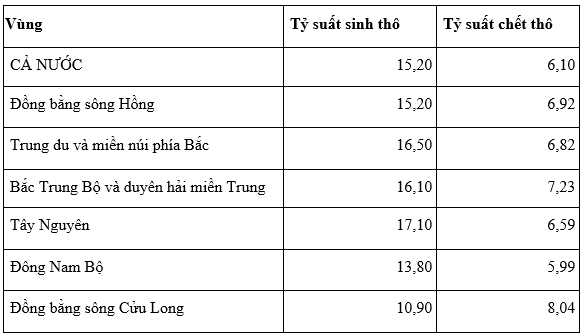 Vùng Tỷ suất sinh thô Tỷ suất chết thô
CẢ NƯỚC 15,20 6,10
Đồng bằng sông Hồng 15,20 6,92
Trung du và miền núi phía Bắc 16,50 6,82
Bắc Trung Bộ và duyên hải miền Trung 16,10 7,23
Tây Nguyên 17,10 6,59
Đông Nam Bộ 13,80 5,99
Đồng bằng sông Cửu Long 10,90 8,04